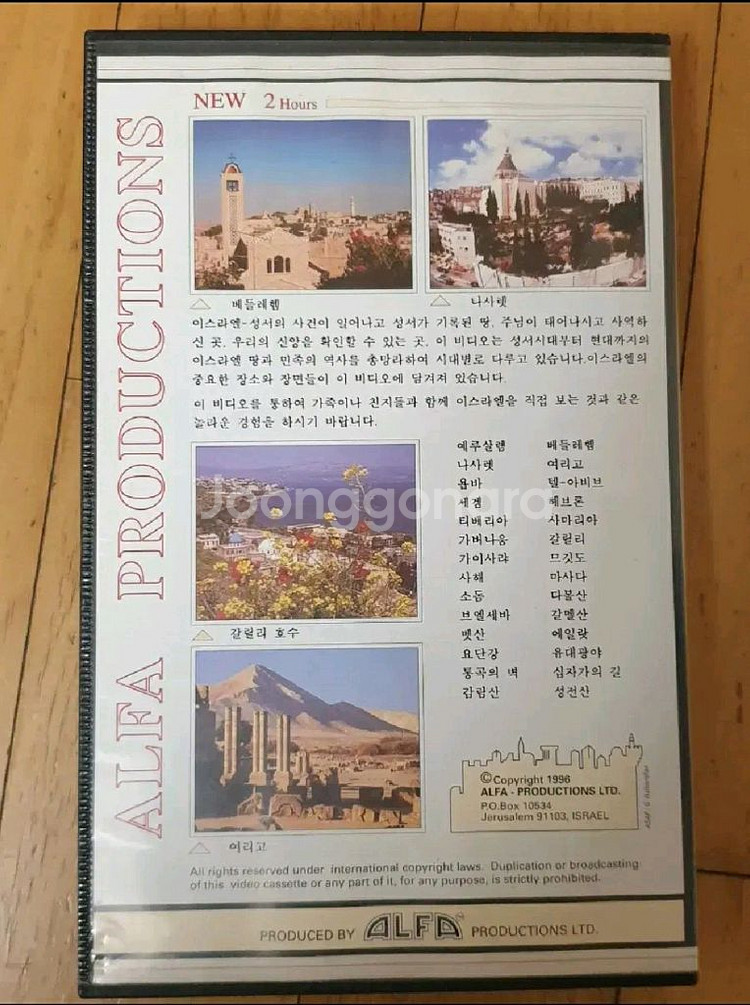 ALFA PRODUCTIONS
NEW 2 Hours
베들레헴
나사렛
이스라엘-성서의 사건이 일어나고 성서가 기록된 땅, 주님이 태어나시고 사역하
신 곳, 우리의 신앙을 확인할 수 있는 곳, 이 비디오는 성서시대부터 현대까지의
이스라엘 땅과 민족의 역사를 총망라하여 시대별로 다루고 있습니다.이스라엘의
중요한 장소와 장면들이 이 비디오에 담겨져 있습니다.
이 비디오를 통하여 가족이나 친지들과 함께 이스라엘을 직접 보는 것과 같은
놀라운 경험을 하시기 바랍니다.
예루살렘 베들레헴
나사렛 여리고
욥바 텔-아비브
세겜 헤브론
티베리아 사마리아
가버나움 갈릴리
가이사랴 므깃도
사해 마사다
소돔 다볼산
브엘세바 갈멜산
벳산 에일랏
요단강 유대광야
통곡의 벽 십자가의 길
감람산 성전산
Joonggonara
갈릴리 호수
여리고
©Copyright 1996
ALFA - PRODUCTIONS LTD.
P.O.Box 10534
Jerusalem 91103, ISRAEL
All rights reserved under international copyright laws. Duplication or broadcasting
of this video cassette or any part of it, for any purpose, is strictly prohibited.
PRODUCED BY ALFA PRODUCTIONS LTD.